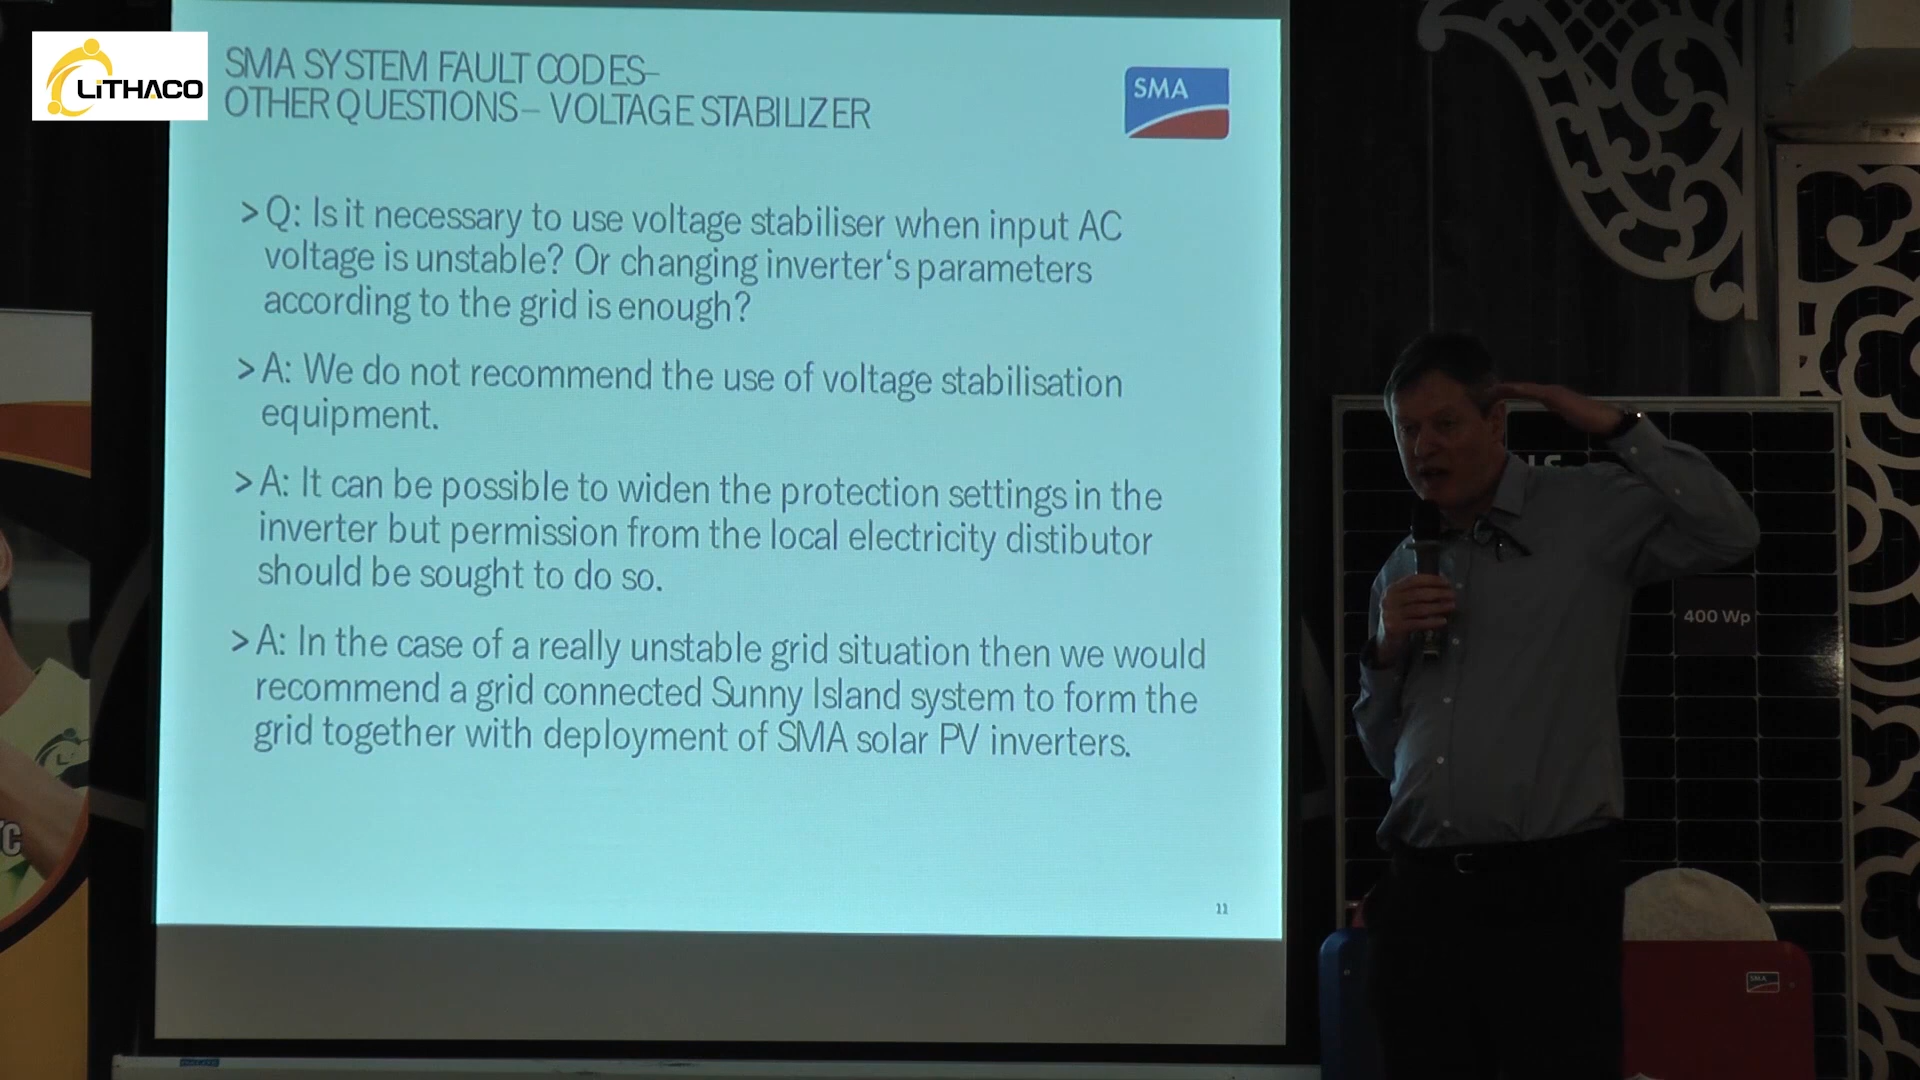 LiTHACO
SMA SYSTEM FAULT CODES–
OTHER QUESTIONS – VOLTAGE STABILIZER
SMA
> Q: Is it necessary to use voltage stabiliser when input AC
voltage is unstable? Or changing inverter‘s parameters
according to the grid is enough?
> A: We do not recommend the use of voltage stabilisation
equipment.
> A: It can be possible to widen the protection settings in the
inverter but permission from the local electricity distibutor
should be sought to do so.
> A: In the case of a really unstable grid situation then we would
recommend a grid connected Sunny Island system to form the
grid together with deployment of SMA solar PV inverters.
11
400 Wp
SMA